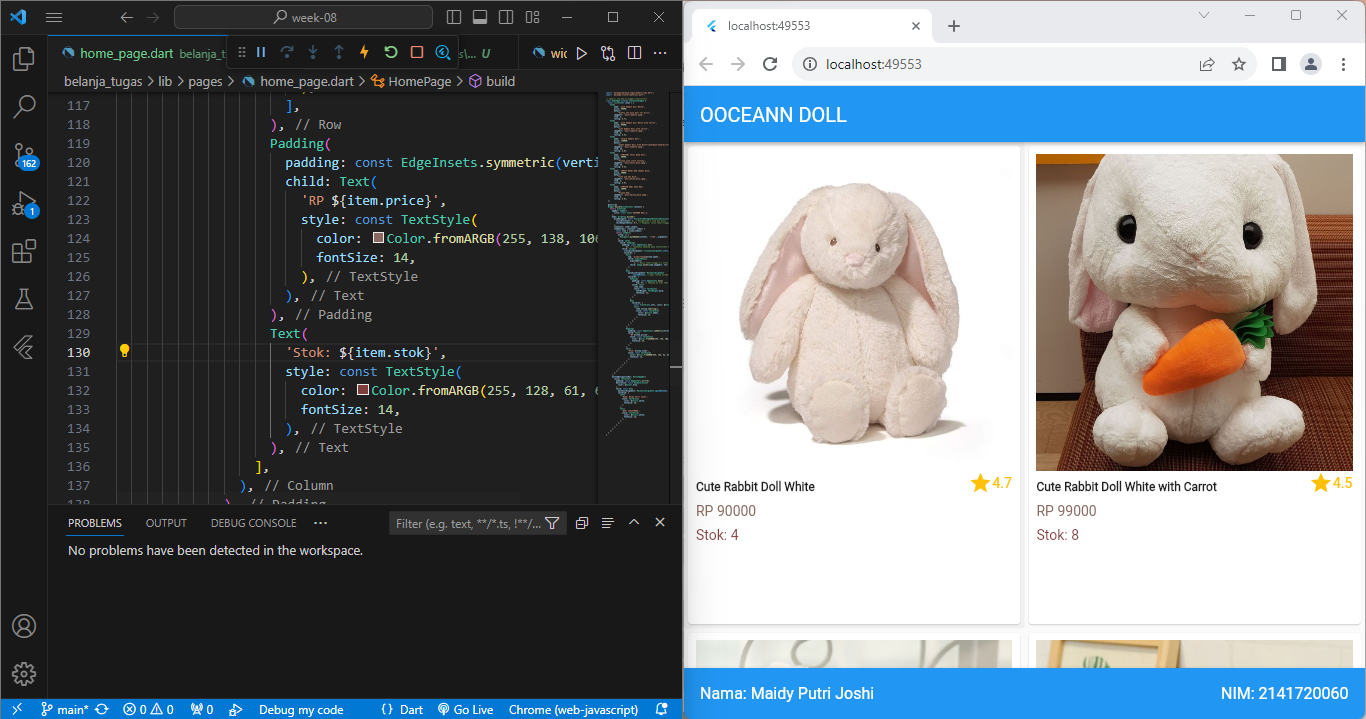 week-08
home_page.dart belanja_t
s\... U
wic
belanja_tugas > lib > pages > home_page.dart > HomePage > build
117 ],
118 ), // Row
119 Padding(
120 padding: const EdgeInsets.symmetric(verti
121 child: Text(
122 'RP ${item.price}',
123 style: const TextStyle(
124 color: Color.fromARGB(255, 138, 106
125 fontSize: 14,
126 ), // TextStyle
127 ), // Text
128 ), // Padding
129 Text(
130 'Stok: ${item.stok}',
131 style: const TextStyle(
132 color: Color.fromARGB(255, 128, 61, 6
133 fontSize: 14,
134 ), // TextStyle
135 ), // Text
136 ],
137 ), // Column
138 ), // Padding
PROBLEMS OUTPUT DEBUG CONSOLE ...
Filter (e.g. text, **/*.ts, !**/...
No problems have been detected in the workspace.
162
1
main* 0 0 0 Debug my code {} Dart Go Live Chrome (web-javascript)
localhost:49553
localhost:49553
OOCEANN DOLL
Cute Rabbit Doll White 4.7
RP 90000
Stok: 4
Cute Rabbit Doll White with Carrot 4.5
RP 99000
Stok: 8
Nama: Maidy Putri Joshi NIM: 2141720060